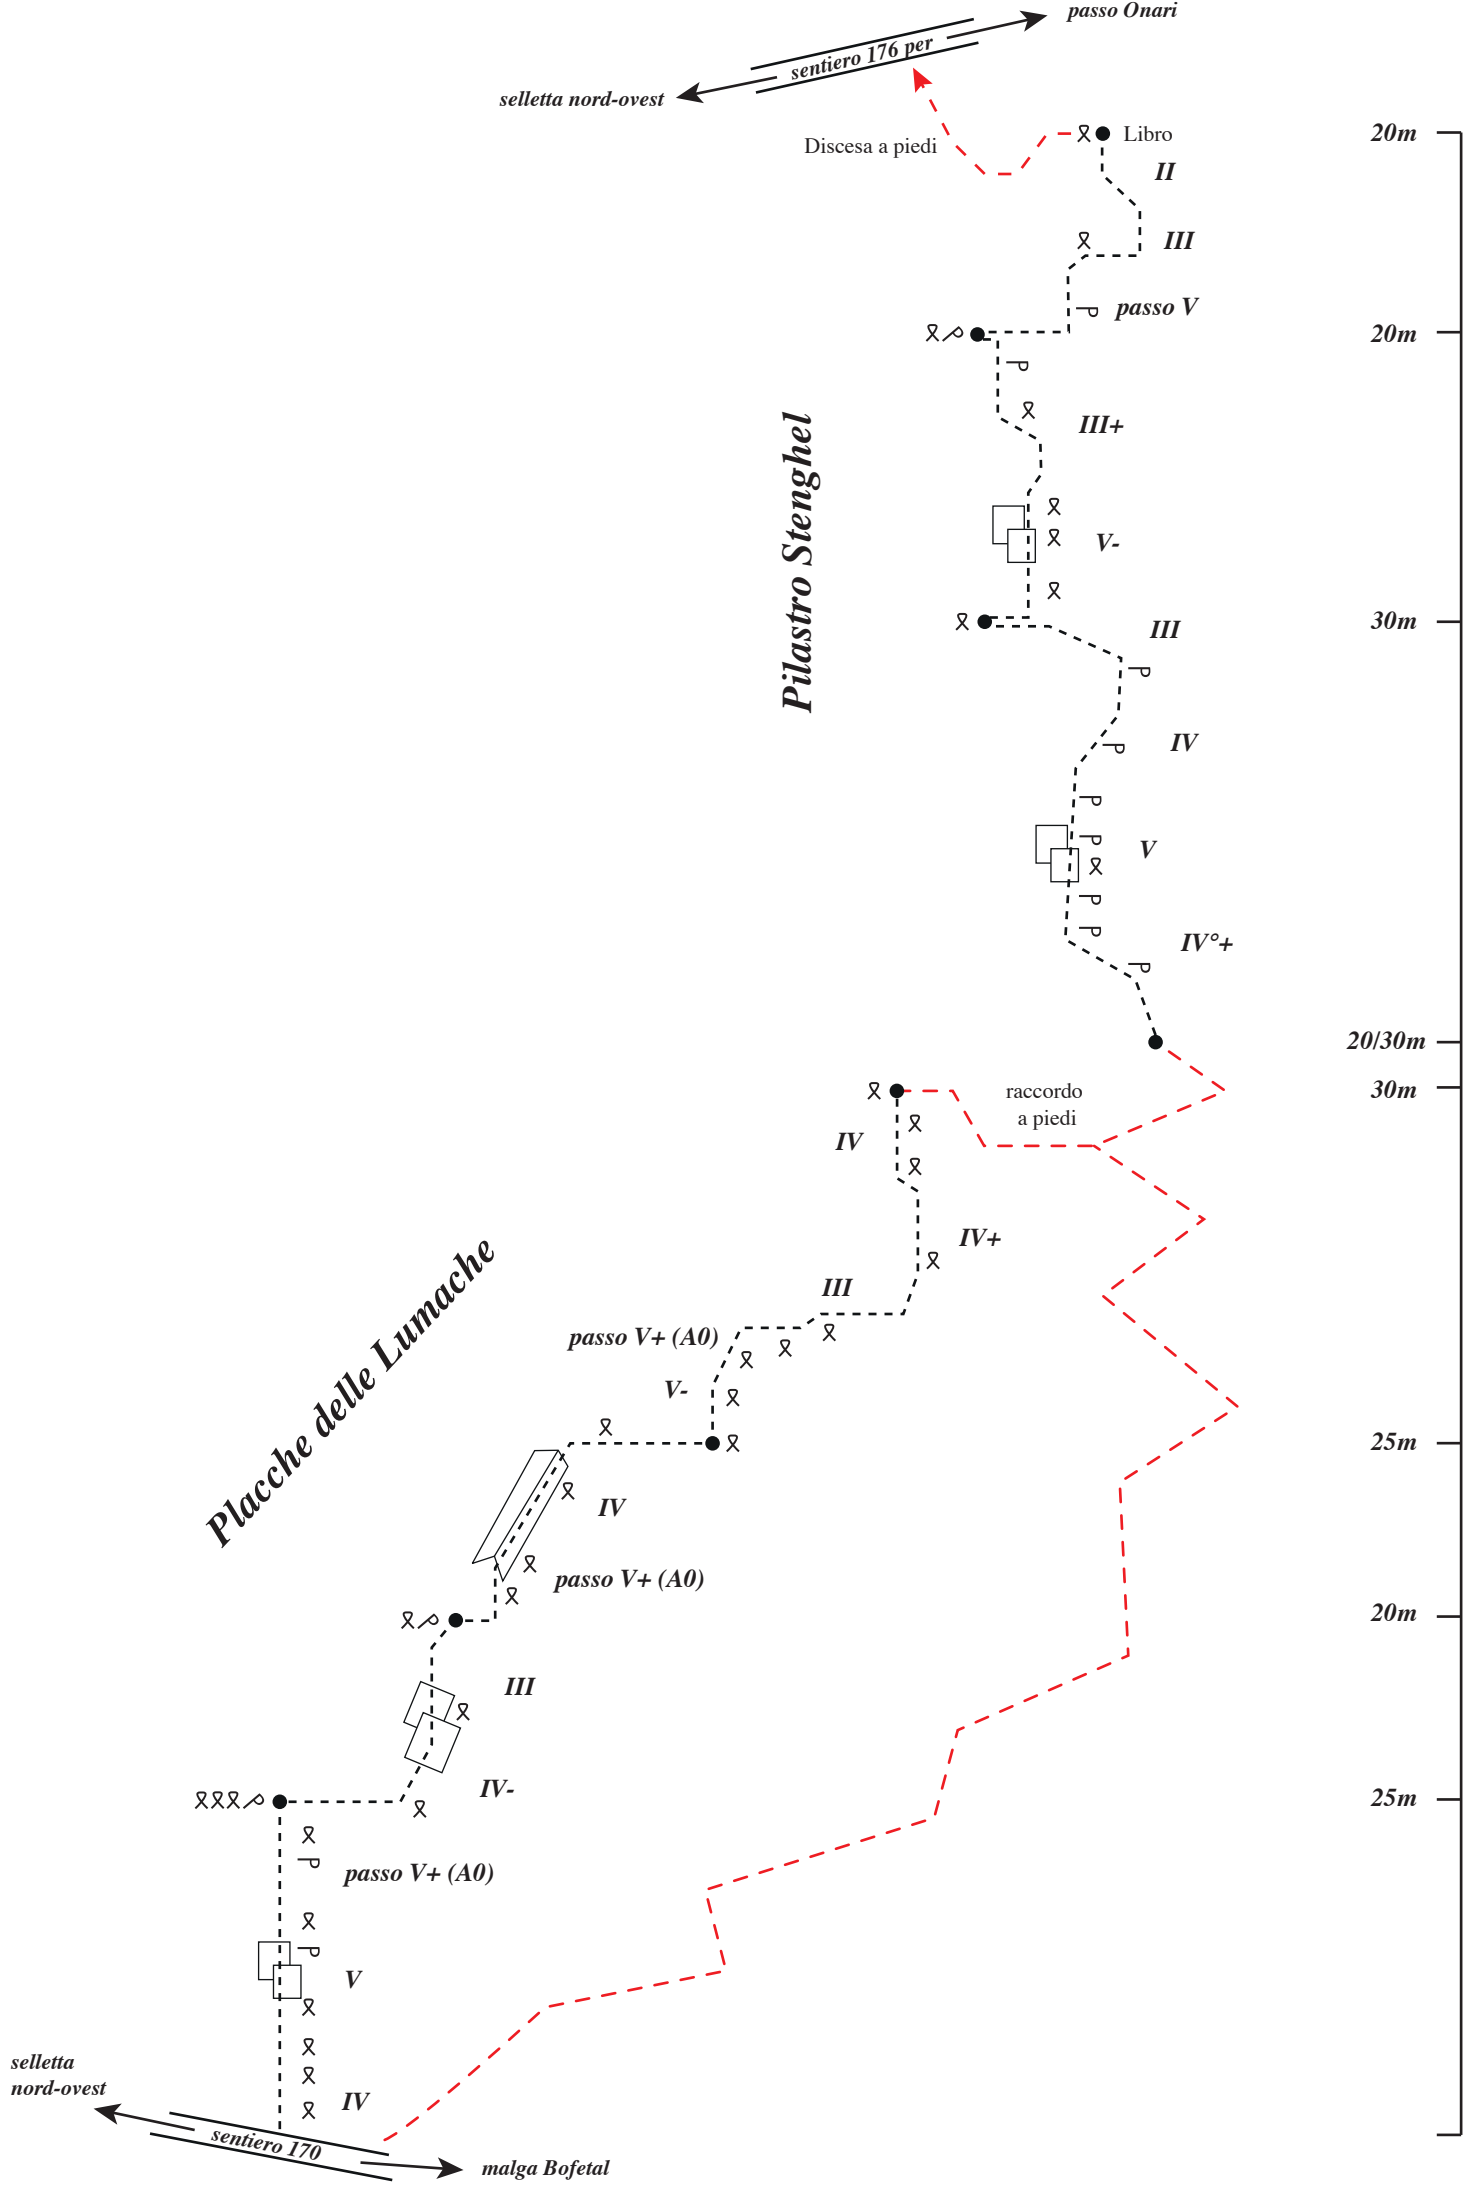 passo Onari
sentiero 176 per
selletta nord-ovest
20m
Libro
Discesa a piedi
II
III
passo V
20m
III+
Pilastro Stenghel
V-
30m
III
IV
V
IV°+
20/30m
30m
raccordo
a piedi
IV
IV+
III
passo V+ (A0)
V-
Placche delle Lumache
25m
IV
passo V+ (A0)
20m
III
IV-
25m
passo V+ (A0)
V
selletta
nord-ovest
IV
sentiero 170
malga Bofetal